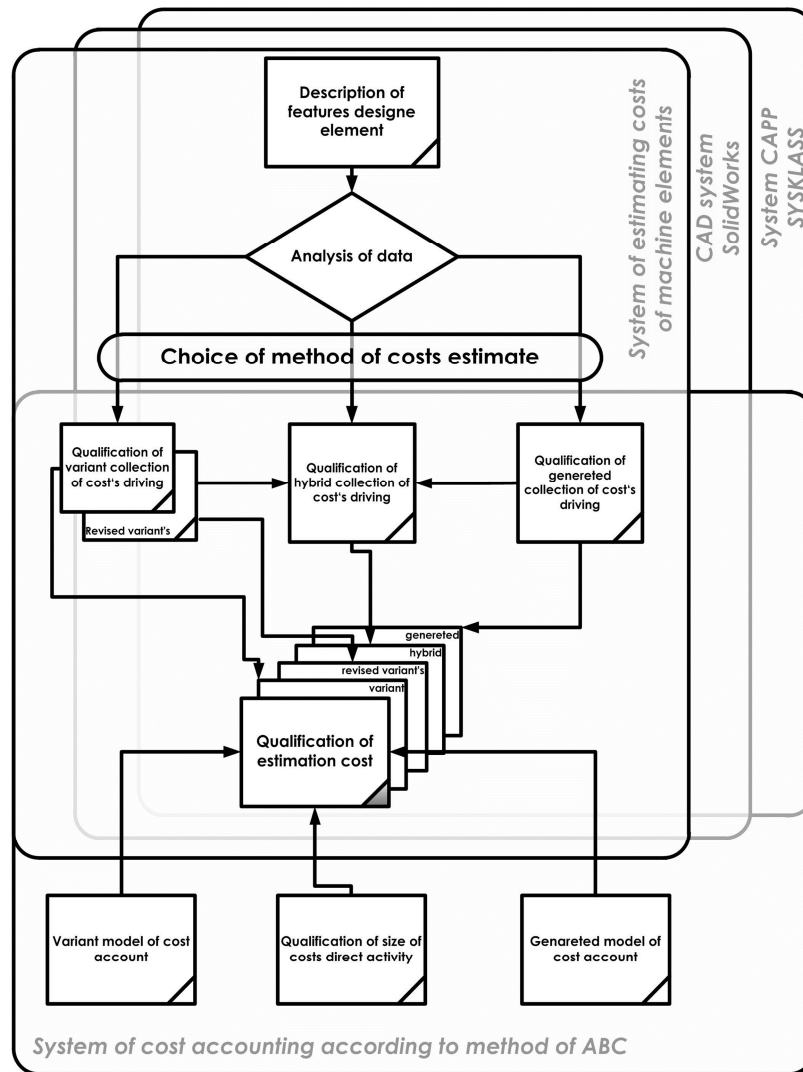 Description of
features designe
element
System of estimating costs
of machine elements
CAD system
SolidWorks
System CAPP
SYSKLASS
Analysis of data
Choice of method of costs estimate
Qualification of
variant collection
of cost's driving
Revised variant's
Qualification of
hybrid collection of
cost's driving
Qualification of
genereted
collection of cost's
driving
genereted
hybrid
revised variant's
variant
Qualification of
estimation cost
Variant model of cost
account
Qualification of size of
costs direct activity
Genareted model of
cost account
System of cost accounting according to method of ABC